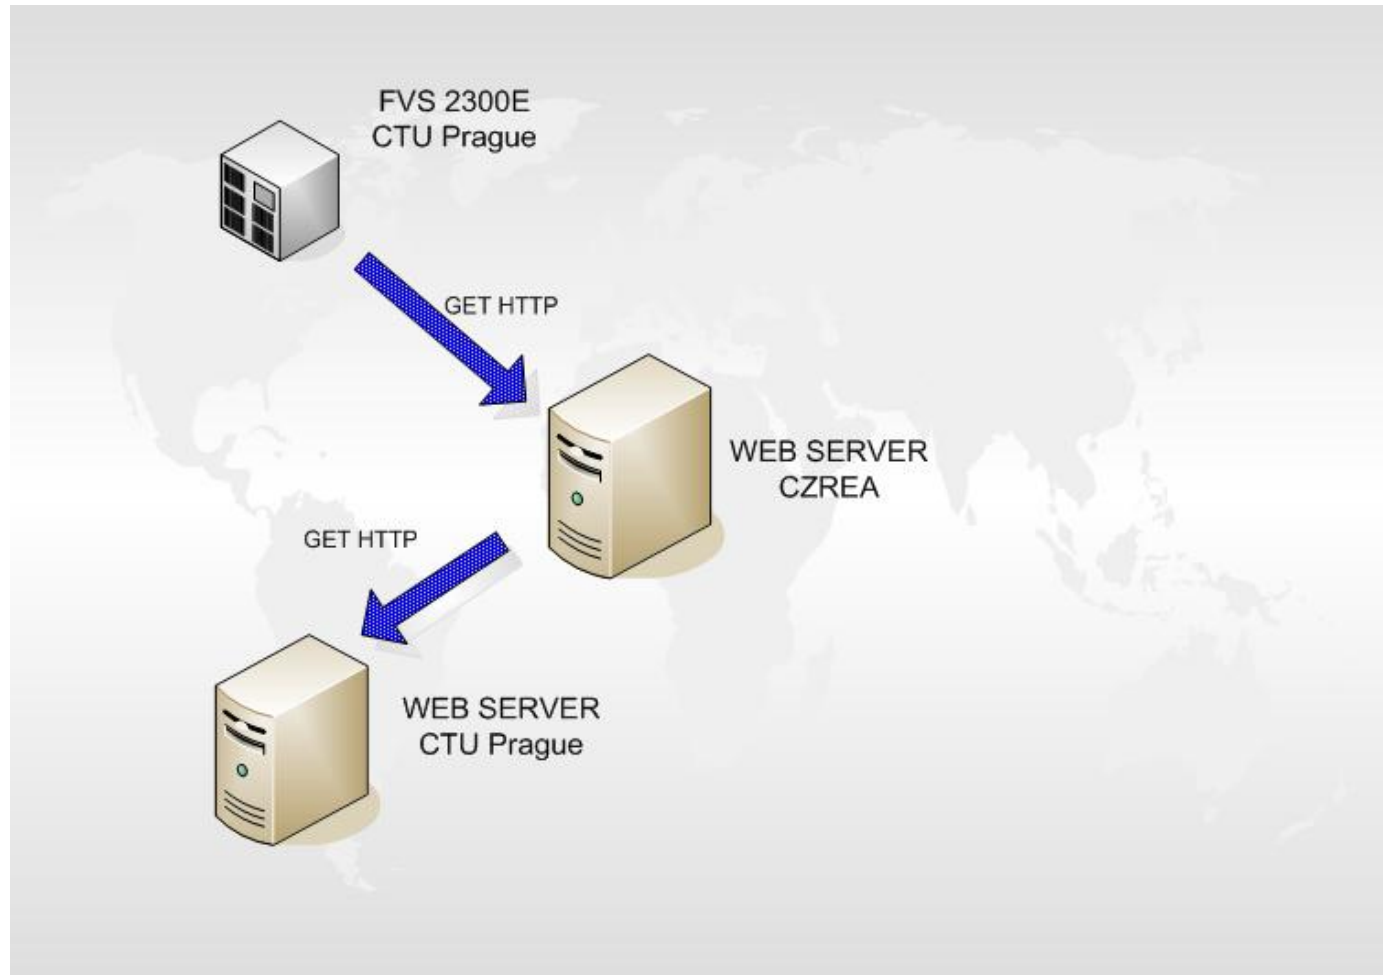 FVS 2300E
CTU Prague
GET HTTP
WEB SERVER
CZREA
GET HTTP
WEB SERVER
CTU Prague